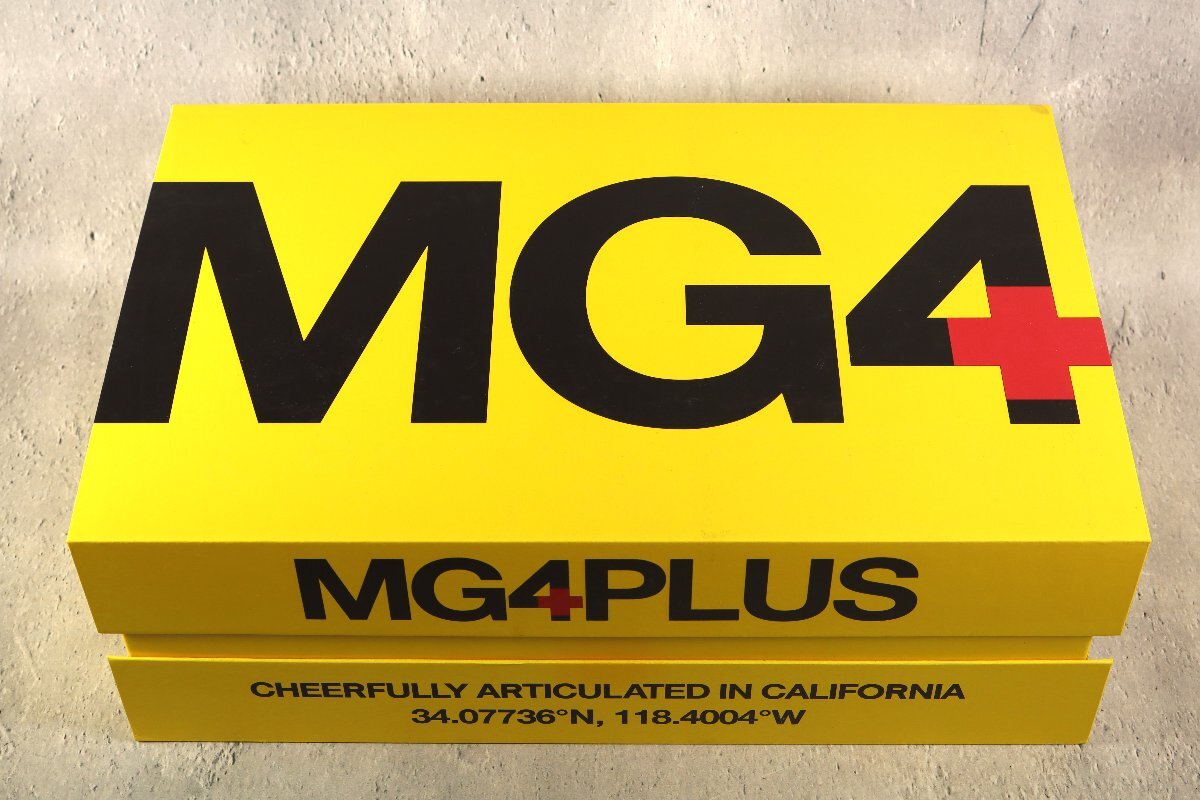 MG4
MG4PLUS
CHEERFULLY ARTICULATED IN CALIFORNIA
34.07736°N, 118.4004°W